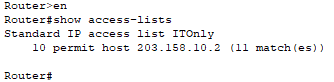 Router>en
Router#show access-lists
Standard IP access list ITOnly
    10 permit host 203.158.10.2 (11 match(es))
Router#